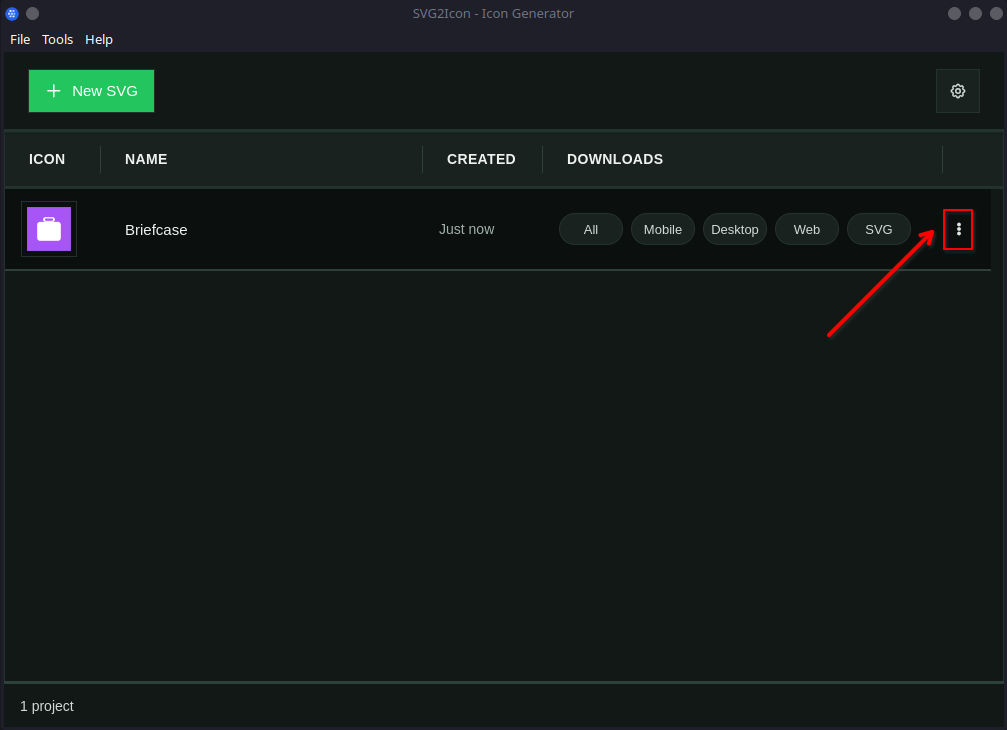 SVG2Icon - Icon Generator
File Tools Help
New SVG
ICON NAME CREATED DOWNLOADS
Briefcase Just now All Mobile Desktop Web SVG
1 project